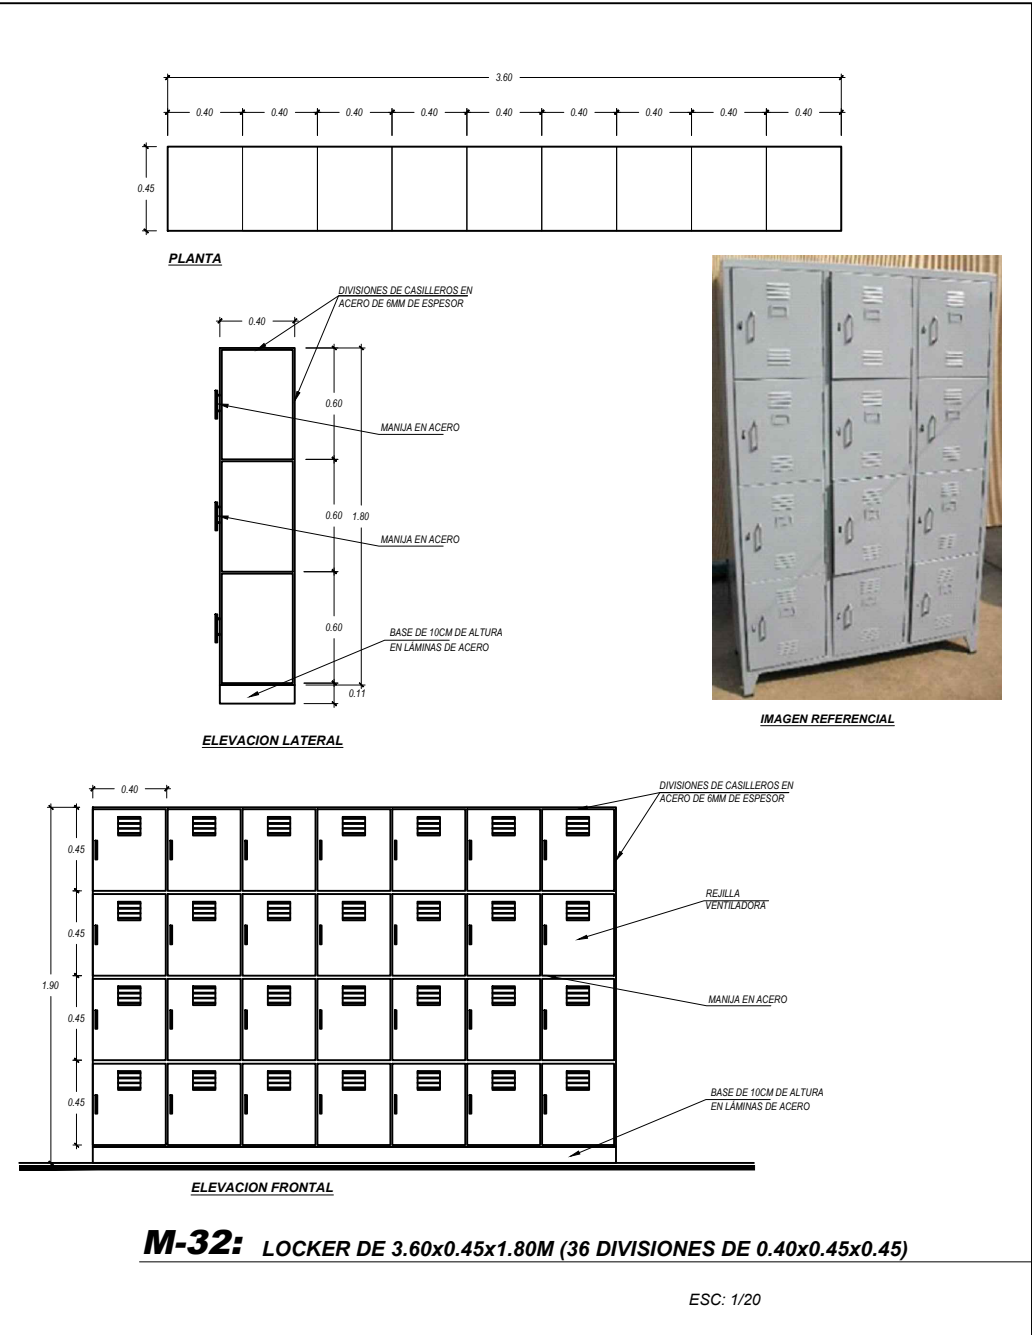 3.60
0.40 0.40 0.40 0.40 0.40 0.40 0.40 0.40 0.40
0.45
PLANTA
DIVISIONES DE CASILLEROS EN
ACERO DE 6MM DE ESPESOR
0.40
0.60
MANIJA EN ACERO
0.60 1.80
MANIJA EN ACERO
0.60
BASE DE 10CM DE ALTURA
EN LÁMINAS DE ACERO
0.11
IMAGEN REFERENCIAL
ELEVACION LATERAL
0.40
DIVISIONES DE CASILLEROS EN
ACERO DE 6MM DE ESPESOR
0.45
REJILLA
VENTILADORA
0.45
1.90
MANIJA EN ACERO
0.45
BASE DE 10CM DE ALTURA
EN LÁMINAS DE ACERO
0.45
ELEVACION FRONTAL
M-32: LOCKER DE 3.60x0.45x1.80M (36 DIVISIONES DE 0.40x0.45x0.45)
ESC: 1/20